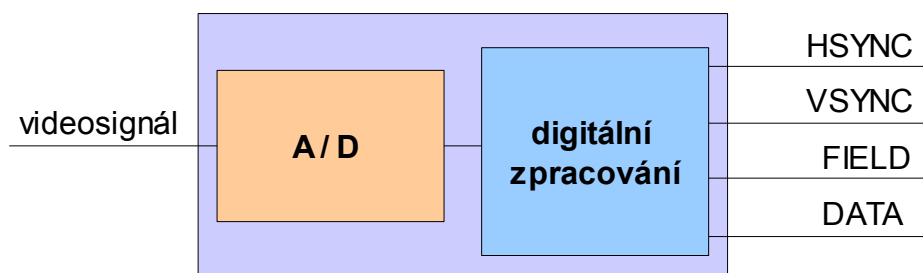 videosignál
A / D
digitální
zpracování
HSYNC
VSYNC
FIELD
DATA